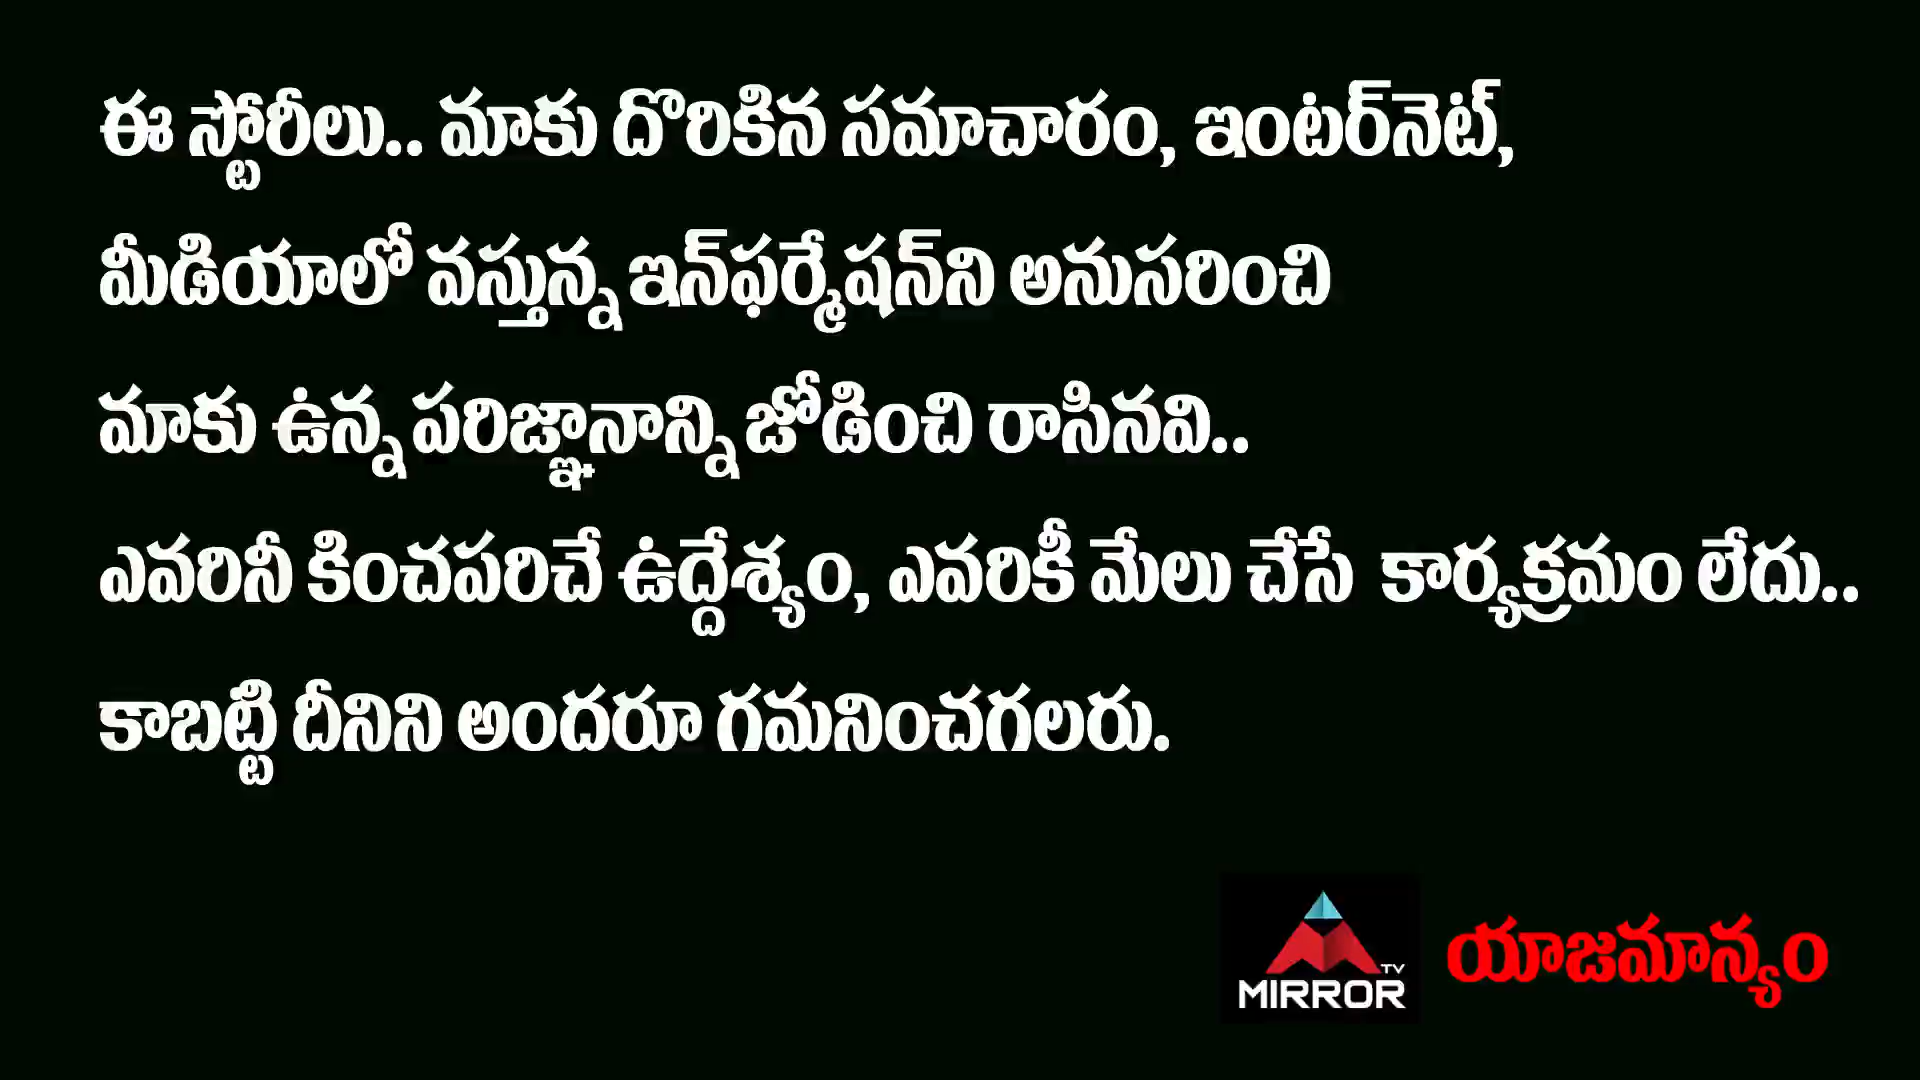 ఈ స్టోరీలు.. మాకు దొరికిన సమాచారం, ఇంటర్‌నెట్,
మీడియాలో వస్తున్న ఇన్‌ఫర్మేషన్‌ని అనుసరించి
మాకు ఉన్న పరిజ్ఞానాన్ని జోడించి రాసినవి..
ఎవరినీ కించపరిచే ఉద్దేశ్యం, ఎవరికీ మేలు చేసే కార్యక్రమం లేదు..
కాబట్టి దీనిని అందరూ గమనించగలరు.
TV
MIRROR
యాజమాన్యం